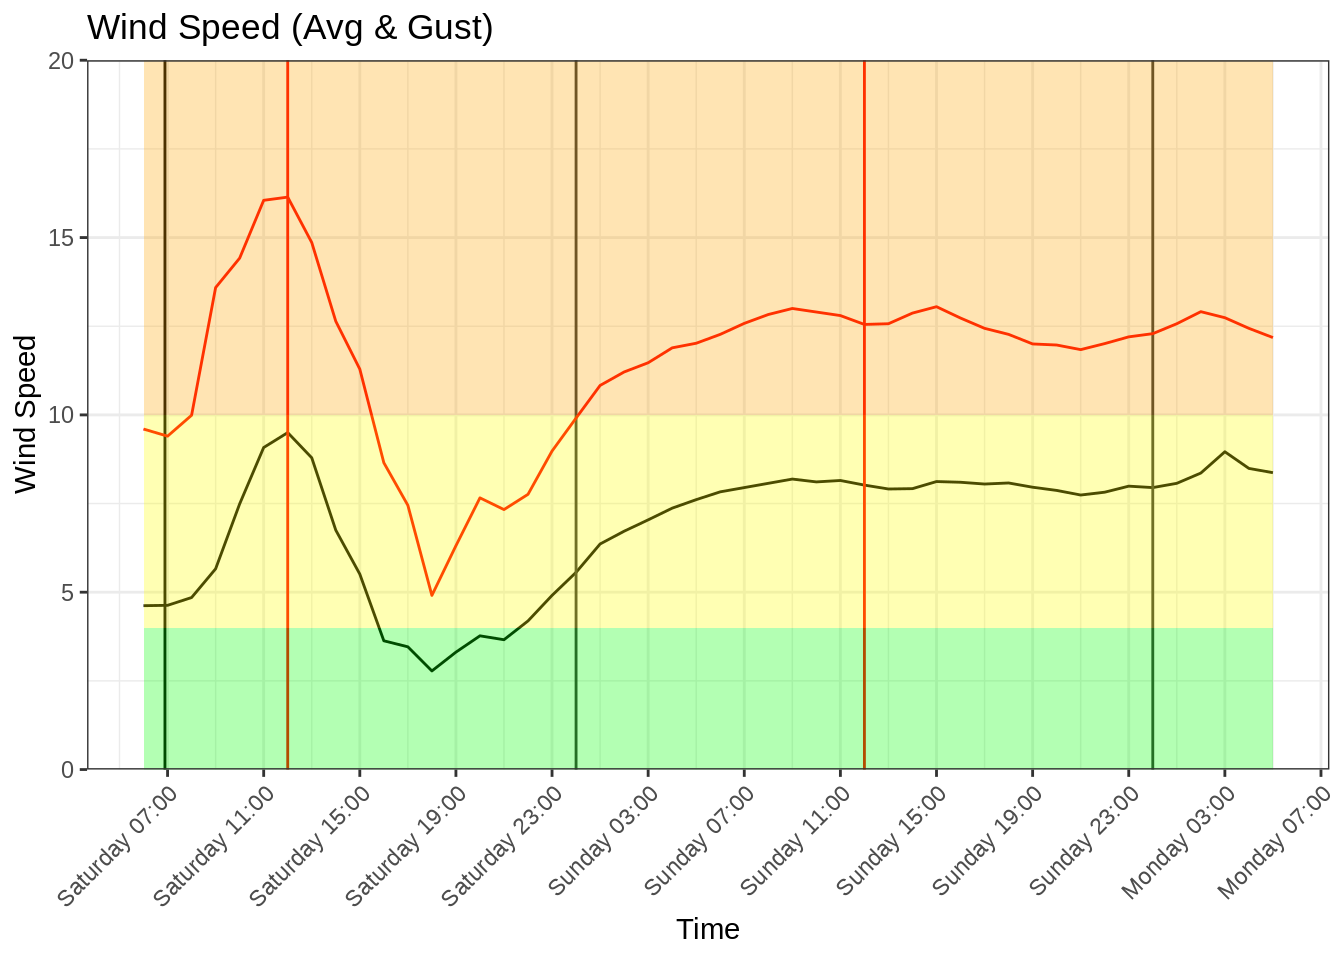 Wind Speed (Avg & Gust)
20
15
10
5
0
Wind Speed
Saturday 07:00
Saturday 11:00
Saturday 15:00
Saturday 19:00
Saturday 23:00
Sunday 03:00
Sunday 07:00
Sunday 11:00
Sunday 15:00
Sunday 19:00
Sunday 23:00
Monday 03:00
Monday 07:00
Time